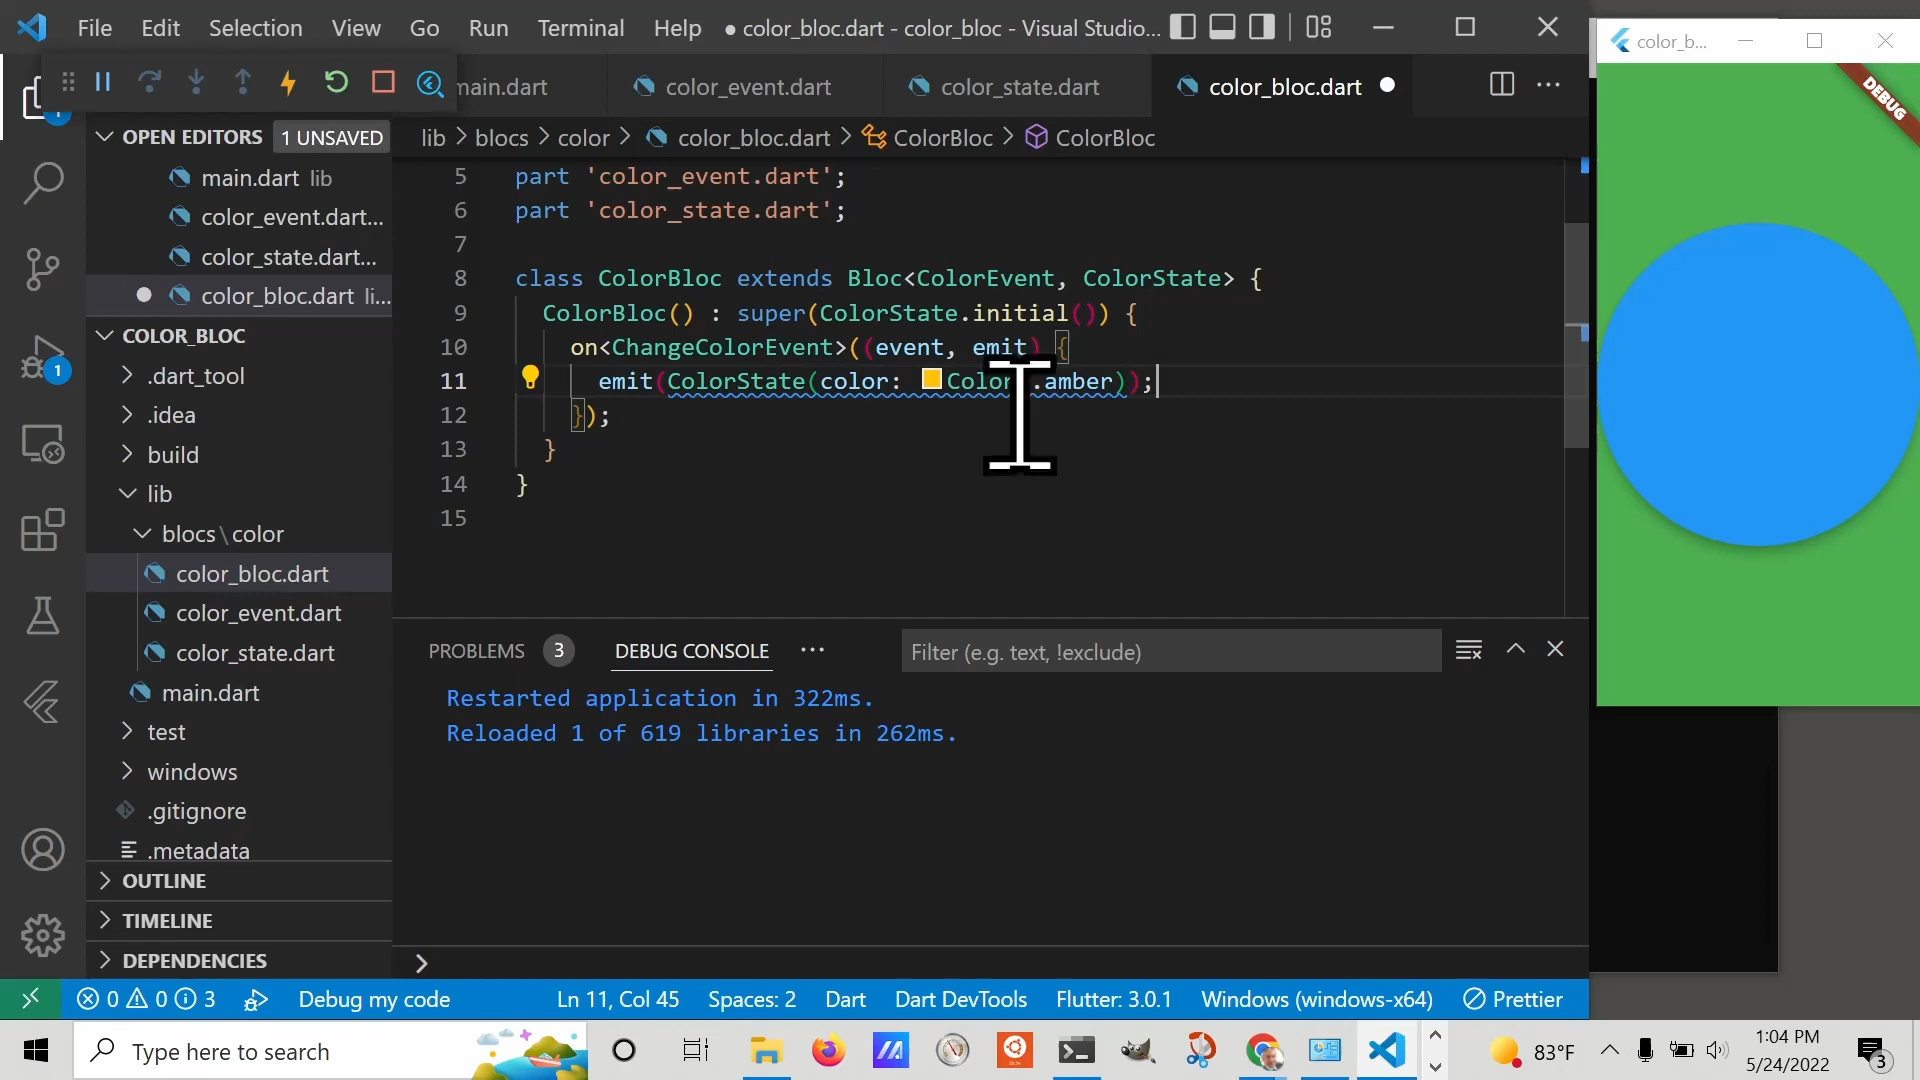 File Edit Selection View Go Run Terminal Help ● color_bloc.dart - color_bloc - Visual Studio...
color_b...
main.dart color_event.dart color_state.dart color_bloc.dart
DEBUG
OPEN EDITORS 1 UNSAVED
lib > blocs > color > color_bloc.dart > ColorBloc > ColorBloc
main.dart lib
color_event.dart...
color_state.dart...
color_bloc.dart li...
COLOR_BLOC
.dart_tool
.idea
build
lib
blocs\color
color_bloc.dart
color_event.dart
color_state.dart
main.dart
test
windows
.gitignore
.metadata
OUTLINE
TIMELINE
DEPENDENCIES
1
1
5 part 'color_event.dart';
6 part 'color_state.dart';
7
8 class ColorBloc extends Bloc<ColorEvent, ColorState> {
9 ColorBloc() : super(ColorState.initial()) {
10 on<ChangeColorEvent>((event, emit) {
11 emit(ColorState(color: Color .amber));
12 });
13 }
14 }
15
PROBLEMS 3 DEBUG CONSOLE ... Filter (e.g. text, !exclude)
Restarted application in 322ms.
Reloaded 1 of 619 libraries in 262ms.
>
0 0 3 Debug my code Ln 11, Col 45 Spaces: 2 Dart Dart DevTools Flutter: 3.0.1 Windows (windows-x64) Prettier
Type here to search
83°F
1:04 PM
5/24/2022
3